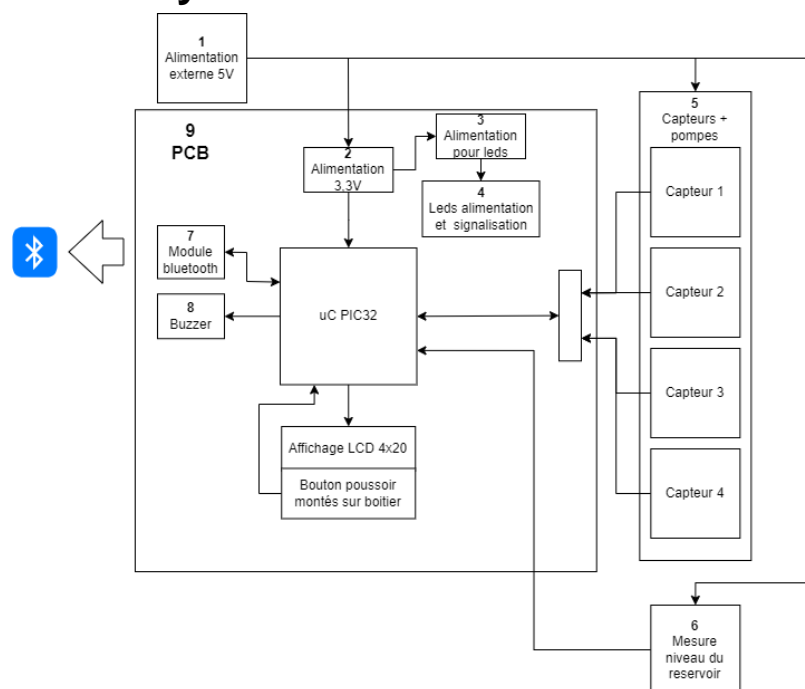 1
Alimentation
externe 5V
5
Capteurs +
pompes
9
PCB
3
Alimentation
pour leds
2
Alimentation
3,3V
4
Leds alimentation
et signalisation
Capteur 1
7
Module
bluetooth
8
Buzzer
uC PIC32
Capteur 2
Capteur 3
Affichage LCD 4x20
Bouton poussoir
montés sur boitier
Capteur 4
6
Mesure
niveau du
reservoir